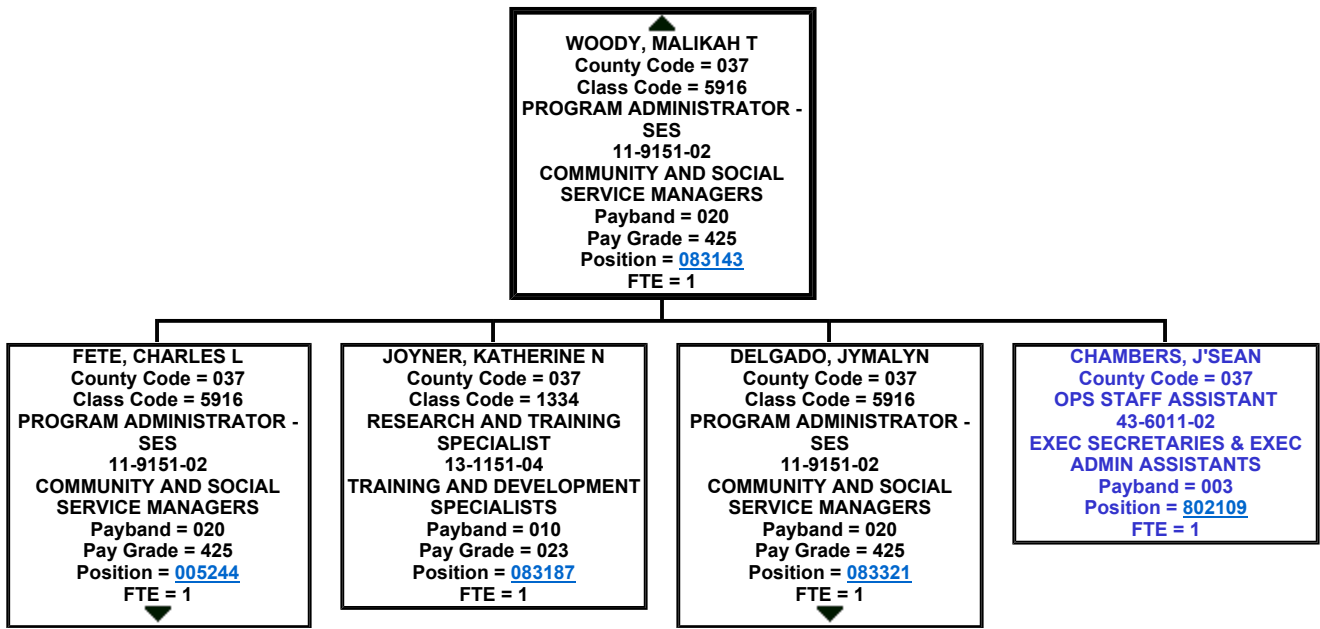 WOODY, MALIKAH T
County Code = 037
Class Code = 5916
PROGRAM ADMINISTRATOR -
SES
11-9151-02
COMMUNITY AND SOCIAL
SERVICE MANAGERS
Payband = 020
Pay Grade = 425
Position = 083143
FTE = 1
FETE, CHARLES L
County Code = 037
Class Code = 5916
PROGRAM ADMINISTRATOR -
SES
11-9151-02
COMMUNITY AND SOCIAL
SERVICE MANAGERS
Payband = 020
Pay Grade = 425
Position = 005244
FTE = 1
JOYNER, KATHERINE N
County Code = 037
Class Code = 1334
RESEARCH AND TRAINING
SPECIALIST
13-1151-04
TRAINING AND DEVELOPMENT
SPECIALISTS
Payband = 010
Pay Grade = 023
Position = 083187
FTE = 1
DELGADO, JYMALYN
County Code = 037
Class Code = 5916
PROGRAM ADMINISTRATOR -
SES
11-9151-02
COMMUNITY AND SOCIAL
SERVICE MANAGERS
Payband = 020
Pay Grade = 425
Position = 083321
FTE = 1
CHAMBERS, J'SEAN
County Code = 037
OPS STAFF ASSISTANT
43-6011-02
EXEC SECRETARIES & EXEC
ADMIN ASSISTANTS
Payband = 003
Position = 802109
FTE = 1